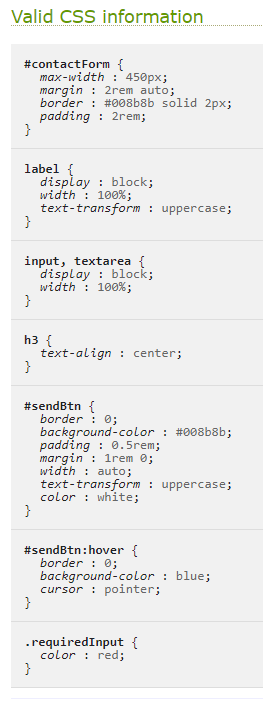 Valid CSS information
#contactForm {
max-width : 450px;
margin : 2rem auto;
border : #008b8b solid 2px;
padding : 2rem;
}
label {
display : block;
width : 100%;
text-transform : uppercase;
}
input, textarea {
display : block;
width : 100%;
}
h3 {
text-align : center;
}
#sendBtn {
border : 0;
background-color : #008b8b;
padding : 0.5rem;
margin : 1rem 0;
width : auto;
text-transform : uppercase;
color : white;
}
#sendBtn:hover {
border : 0;
background-color : blue;
cursor : pointer;
}
.requiredInput {
color : red;
}